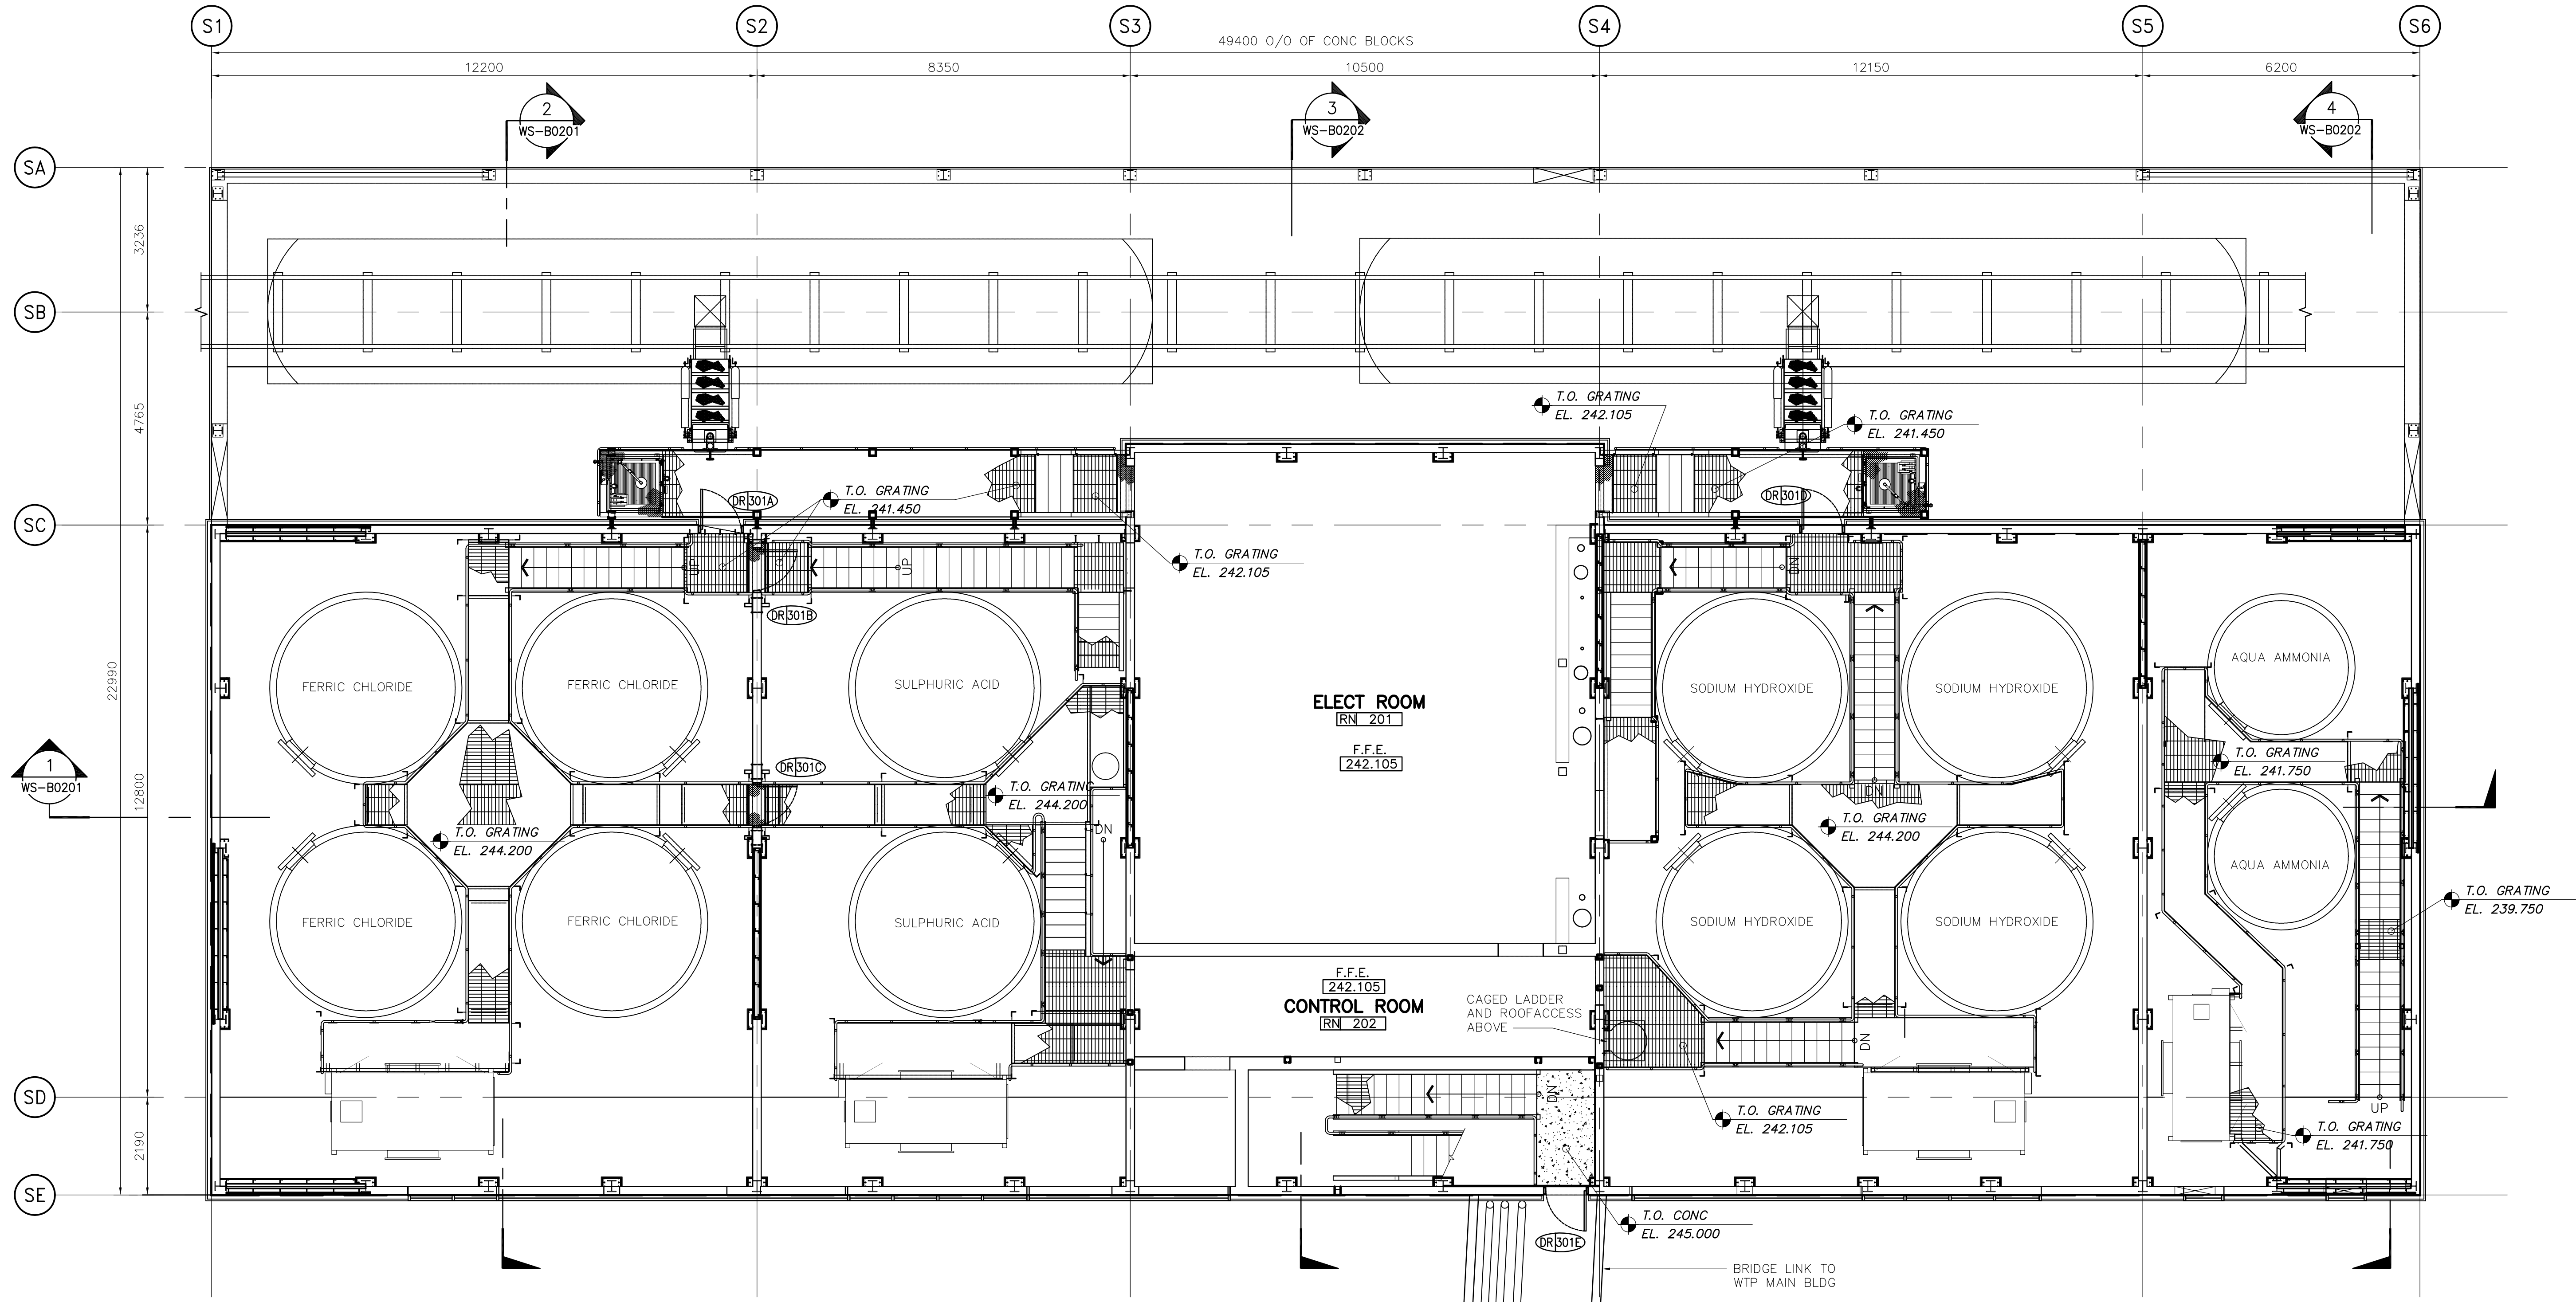 S1
S2
S3
S4
S5
S6
49400 O/O OF CONC BLOCKS
12200
8350
10500
12150
6200
2
WS-B0201
3
WS-B0202
4
WS-B0202
SA
3236
SB
4765
T.O. GRATING
EL. 242.105
T.O. GRATING
EL. 241.450
T.O. GRATING
EL. 241.450
DR 301A
DR 301D
SC
T.O. GRATING
EL. 242.105
UP
UP
DN
DR 301B
22990
12800
FERRIC CHLORIDE
FERRIC CHLORIDE
SULPHURIC ACID
ELECT ROOM
RN 201
F.F.E.
242.105
SODIUM HYDROXIDE
SODIUM HYDROXIDE
AQUA AMMONIA
1
WS-B0201
DR 301C
T.O. GRATING
EL. 244.200
T.O. GRATING
EL. 241.750
DN
T.O. GRATING
EL. 244.200
DN
T.O. GRATING
EL. 244.200
AQUA AMMONIA
FERRIC CHLORIDE
FERRIC CHLORIDE
SULPHURIC ACID
SODIUM HYDROXIDE
SODIUM HYDROXIDE
T.O. GRATING
EL. 239.750
F.F.E.
242.105
CONTROL ROOM
RN 202
CAGED LADDER
AND ROOFACCESS
ABOVE
DN
SD
DN
UP
T.O. GRATING
EL. 242.105
T.O. GRATING
EL. 241.750
2190
SE
T.O. CONC
EL. 245.000
DR 301E
BRIDGE LINK TO
WTP MAIN BLDG